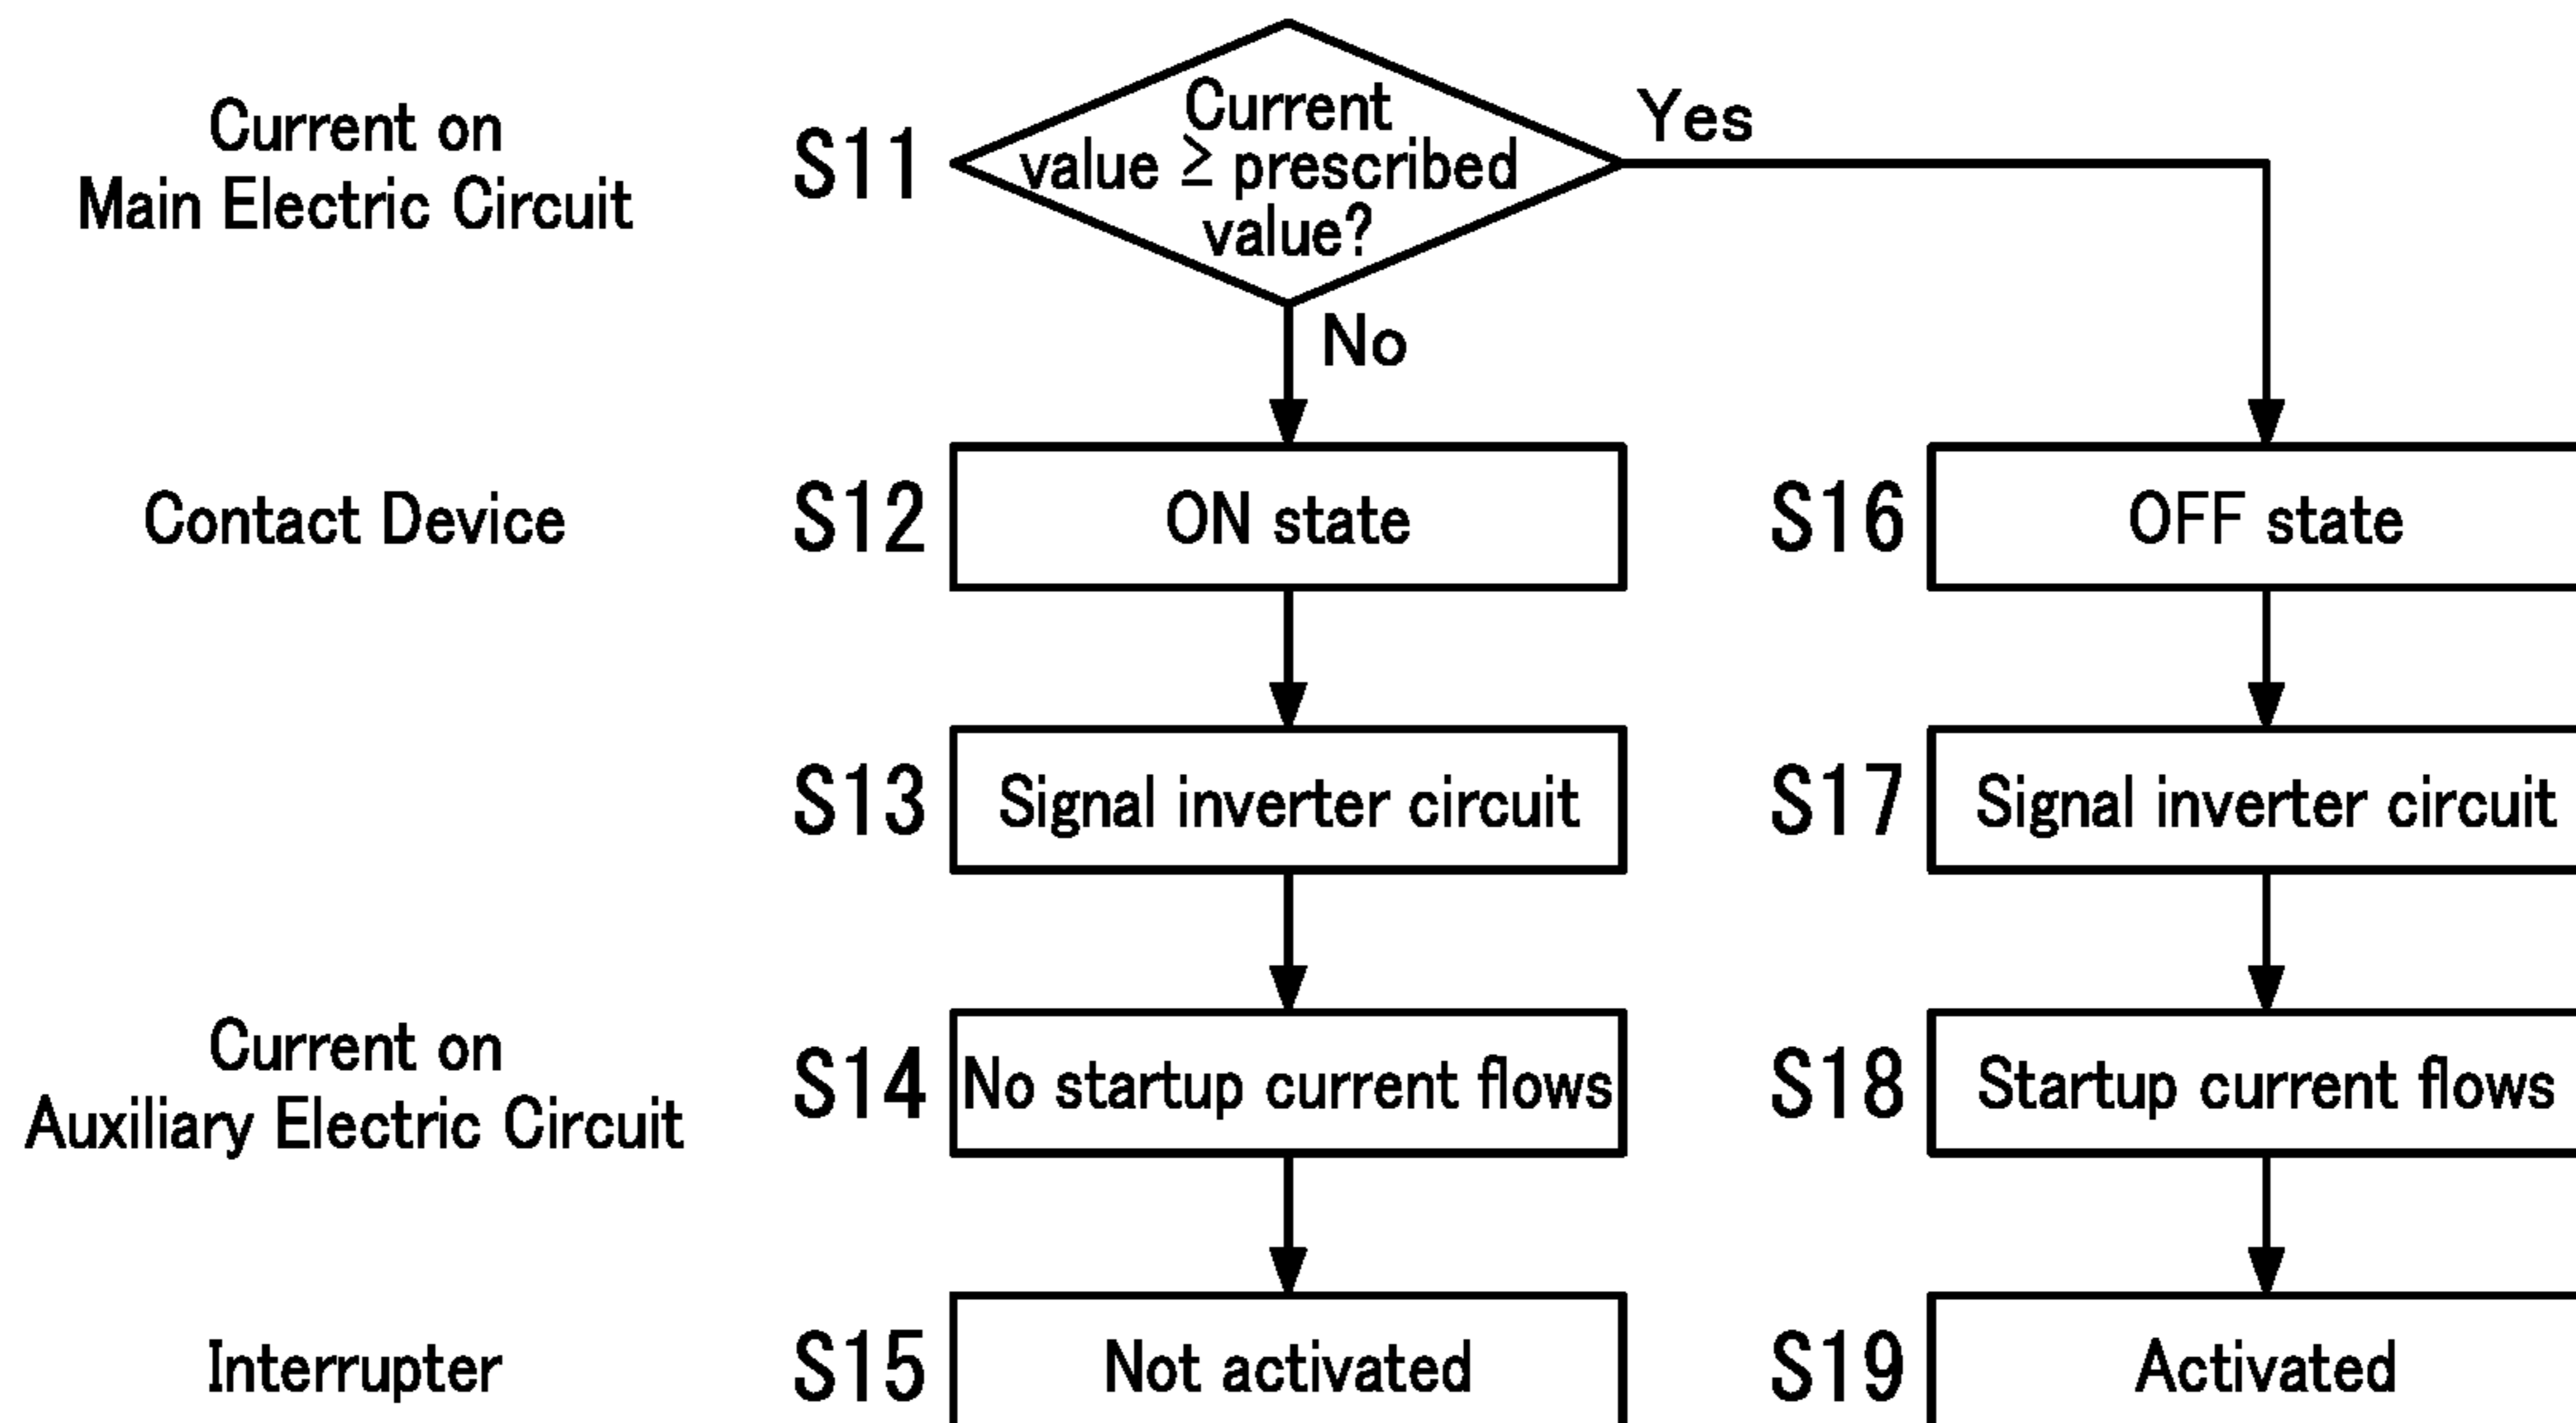 Current on
Main Electric Circuit
S11
Current
value ≥ prescribed
value?
Yes
No
Contact Device
S12
ON state
S16
OFF state
S13
Signal inverter circuit
S17
Signal inverter circuit
Current on
Auxiliary Electric Circuit
S14
No startup current flows
S18
Startup current flows
Interrupter
S15
Not activated
S19
Activated